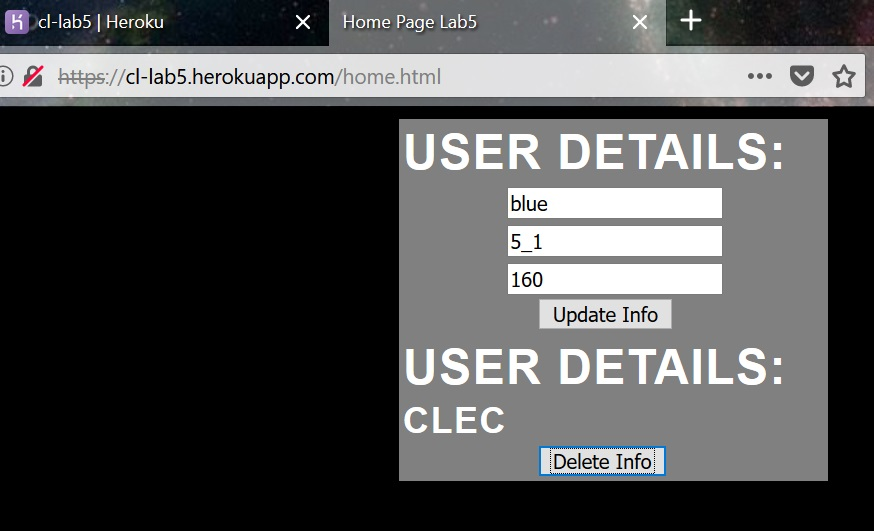 cl-lab5 | Heroku
Home Page Lab5
https://cl-lab5.herokuapp.com/home.html
USER DETAILS:
blue
5_1
160
Update Info
USER DETAILS:
CLEC
Delete Info